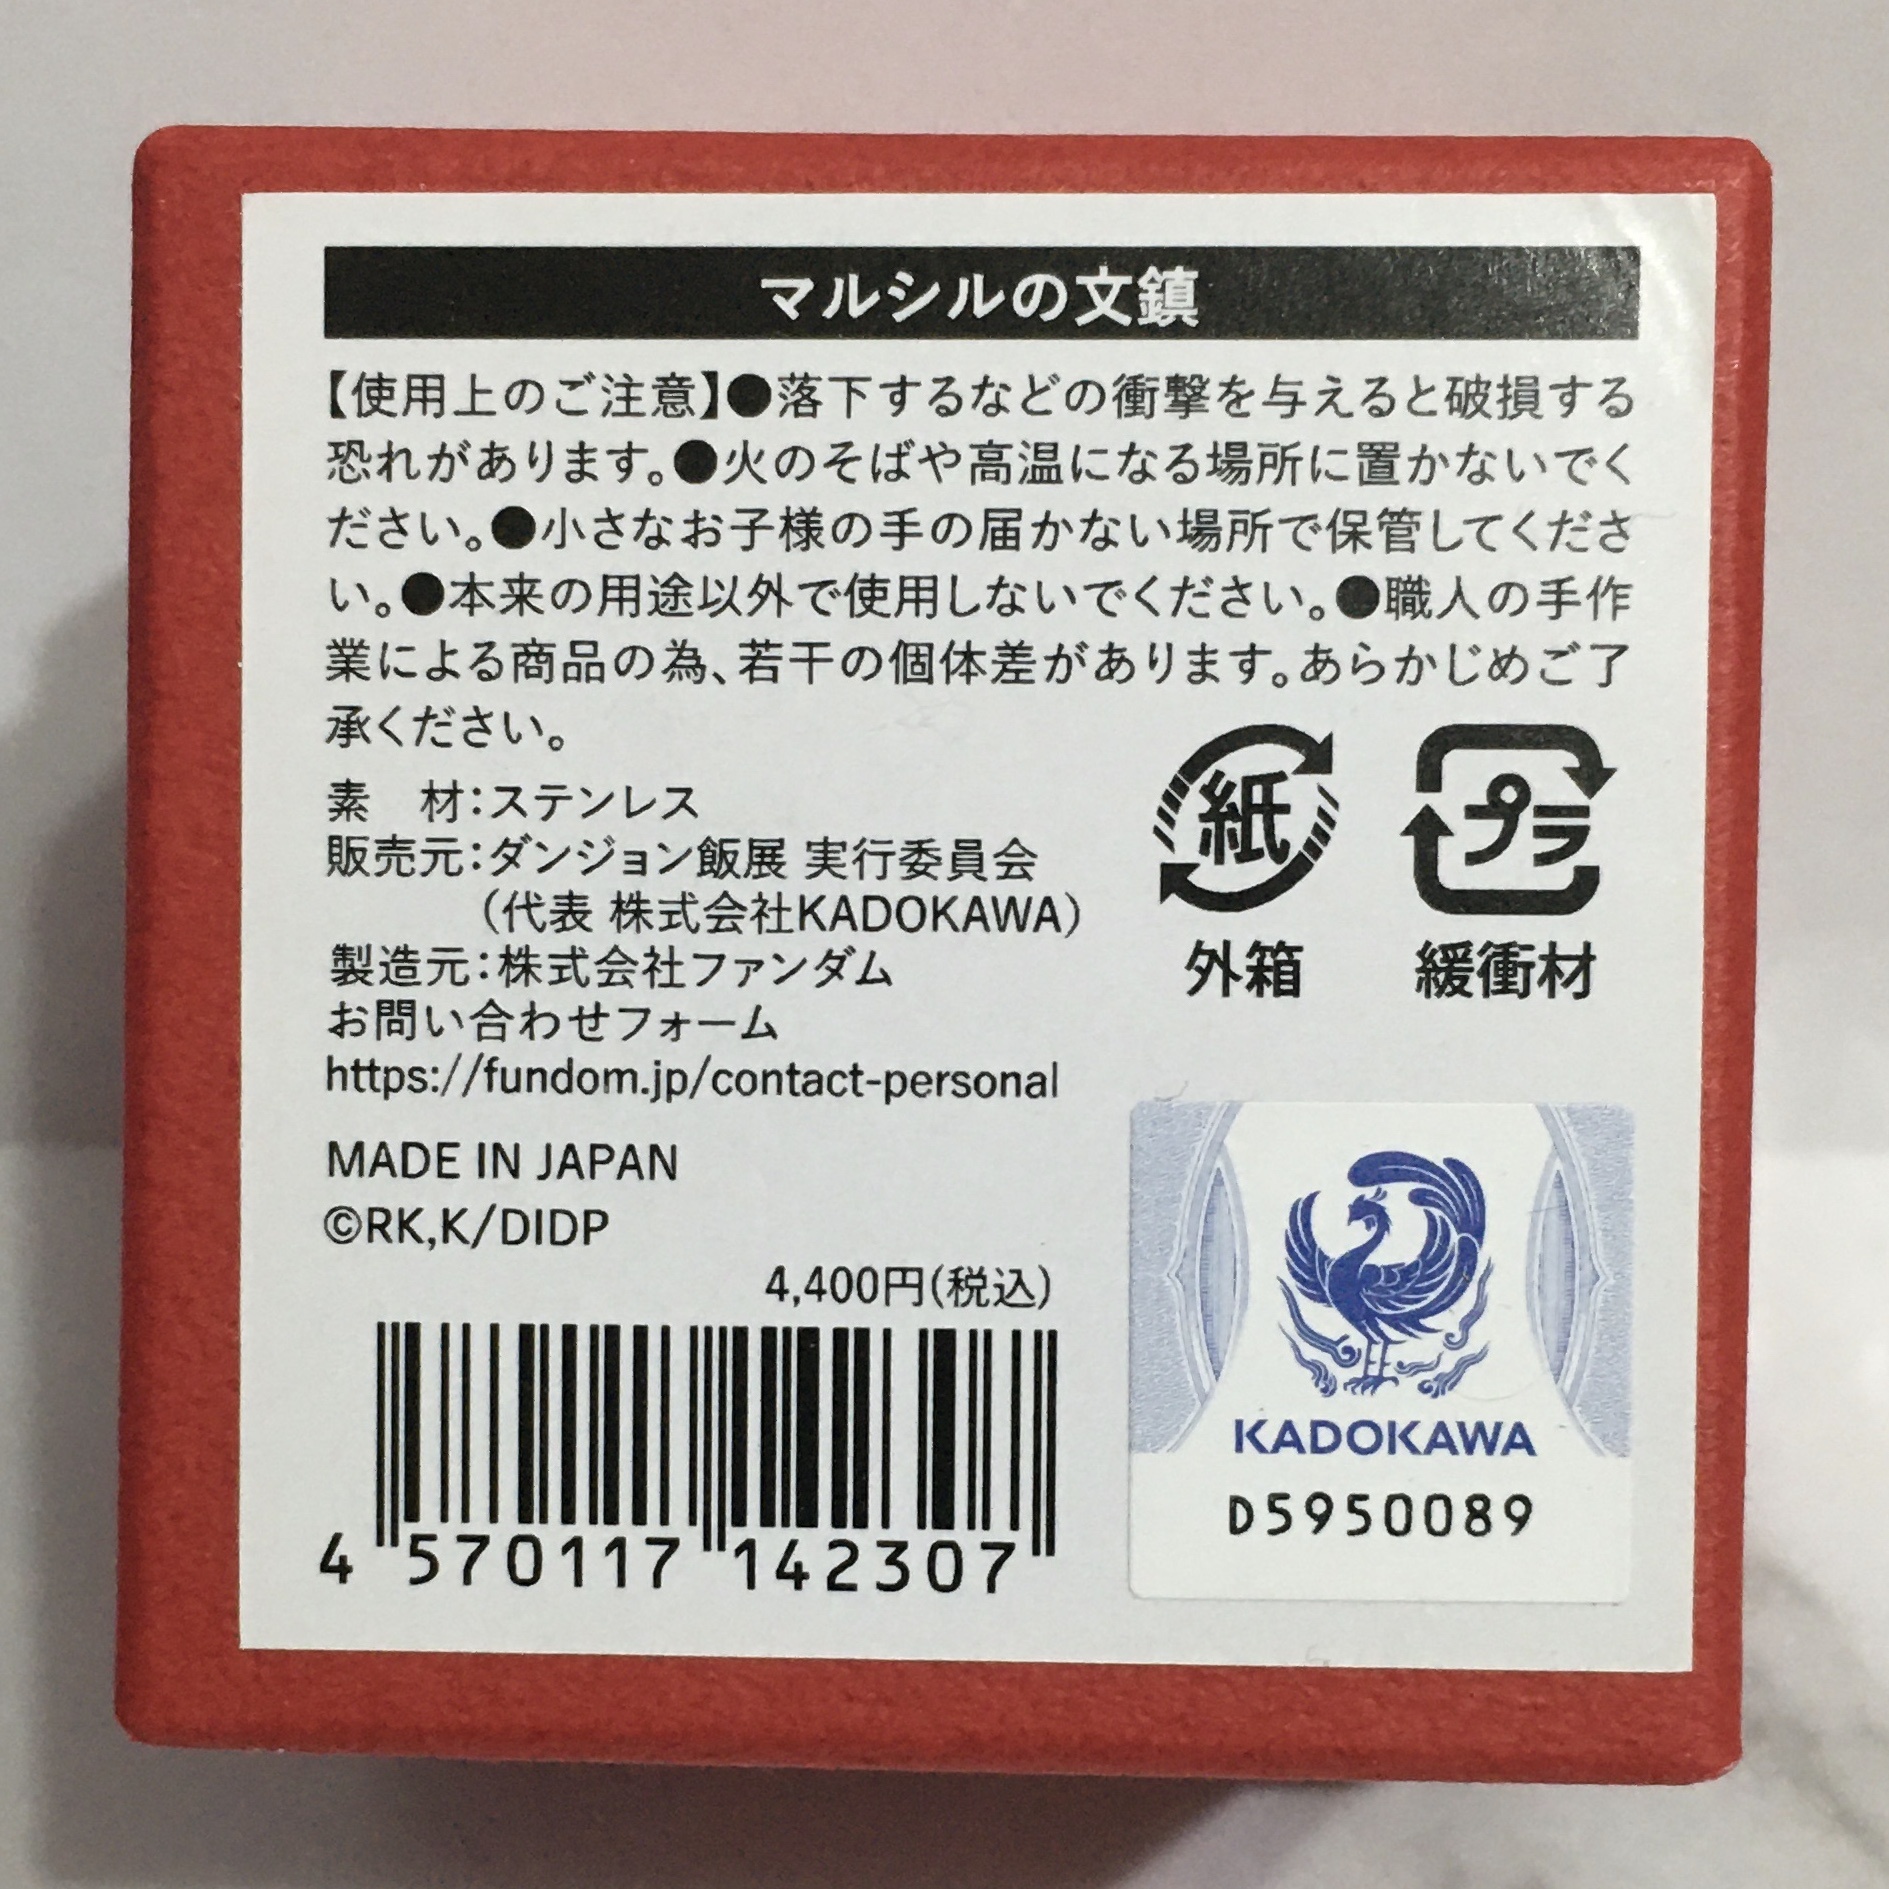 マルシルの文鎮
【使用上のご注意】●落下するなどの衝撃を与えると破損する
恐れがあります。●火のそばや高温になる場所に置かないでく
ださい。●小さなお子様の手の届かない場所で保管してくださ
い。●本来の用途以外で使用しないでください。●職人の手作
業による商品の為、若干の個体差があります。あらかじめご了
承ください。
素　材：ステンレス
販売元：ダンジョン飯展 実行委員会
（代表 株式会社KADOKAWA）
製造元：株式会社ファンダム
お問い合わせフォーム
https://fundom.jp/contact-personal
紙
外箱
プラ
緩衝材
MADE IN JAPAN
©RK,K/DIDP
4,400円(税込)
4 570117 142307
KADOKAWA
D5950089